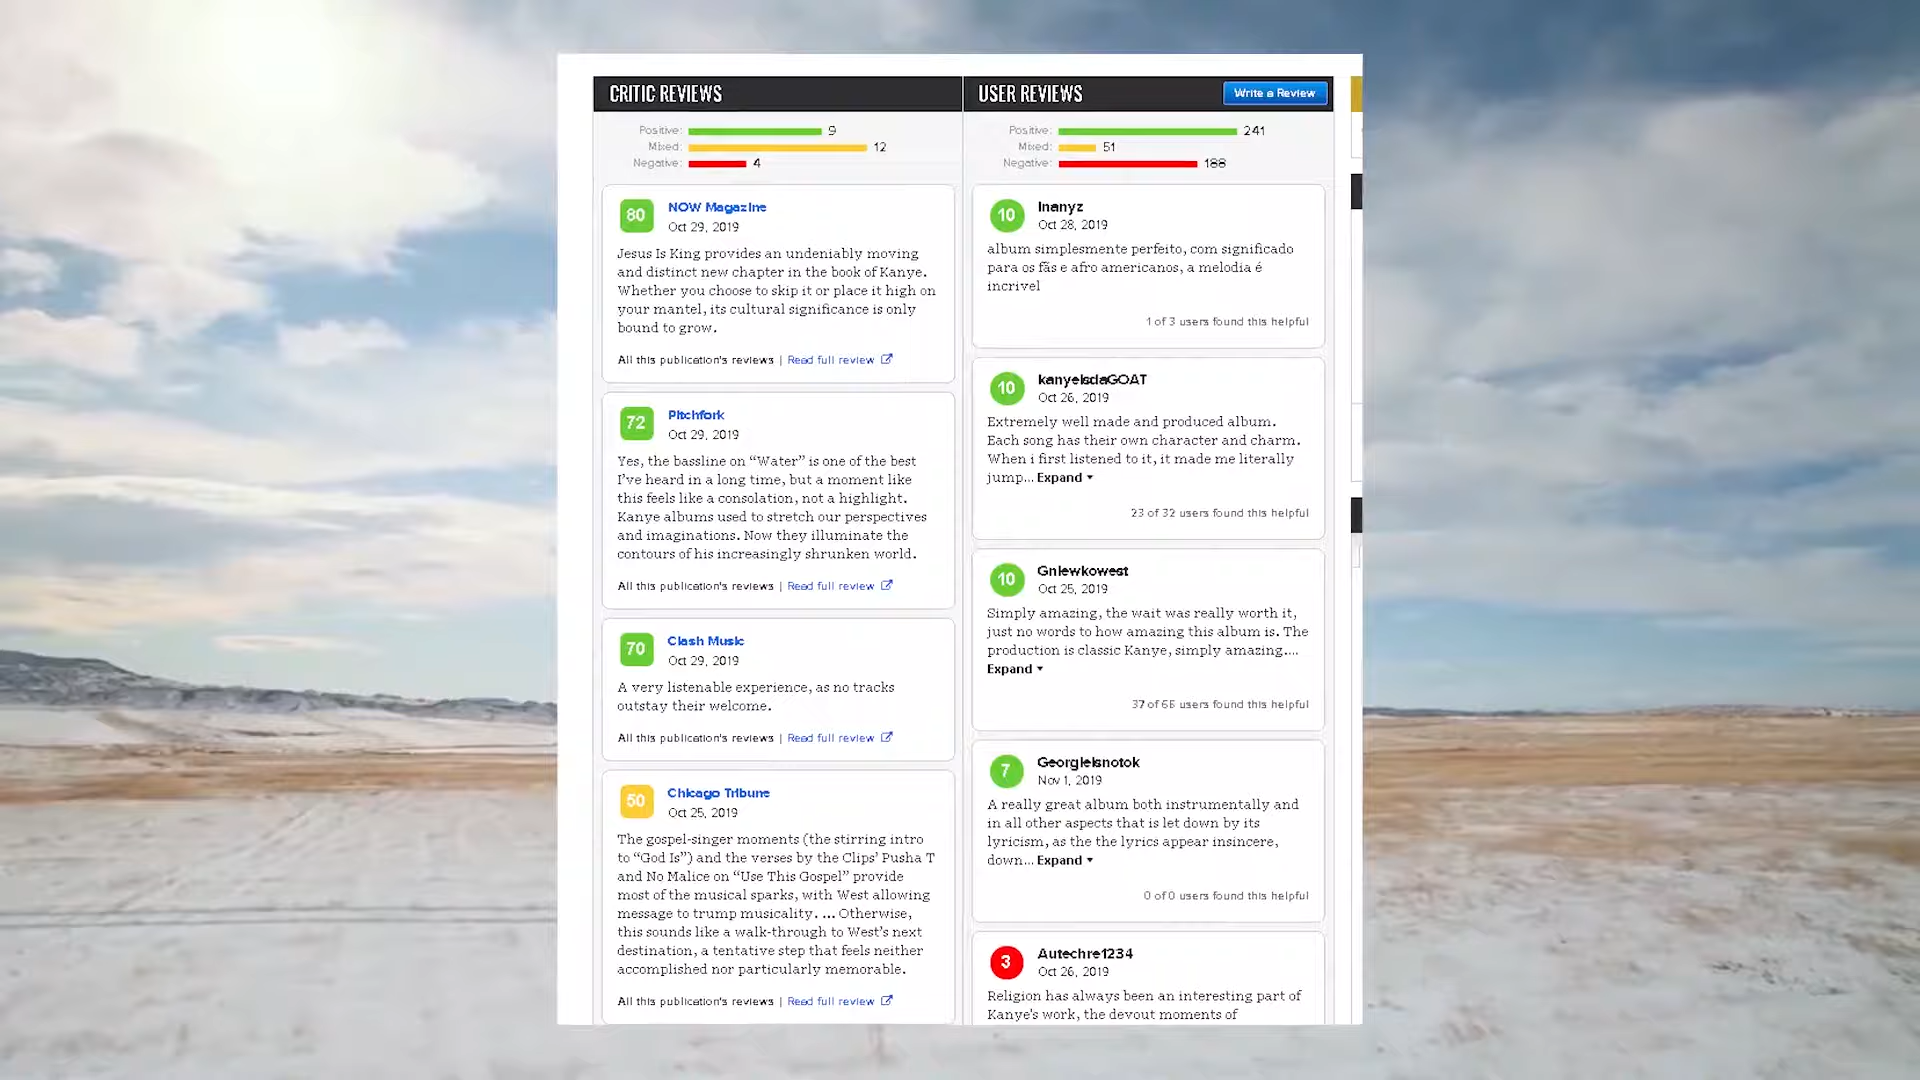 CRITIC REVIEWS
Positive: 9
Mixed: 12
Negative: 4
80
NOW Magazine
Oct 29, 2019
Jesus Is King provides an undeniably moving
and distinct new chapter in the book of Kanye.
Whether you choose to skip it or place it high on
your mantel, its cultural significance is only
bound to grow.
All this publication's reviews | Read full review
72
Pitchfork
Oct 29, 2019
Yes, the bassline on “Water” is one of the best
I’ve heard in a long time, but a moment like
this feels like a consolation, not a highlight.
Kanye albums used to stretch our perspectives
and imaginations. Now they illuminate the
contours of his increasingly shrunken world.
All this publication's reviews | Read full review
70
Clash Music
Oct 29, 2019
A very listenable experience, as no tracks
outstay their welcome.
All this publication's reviews | Read full review
50
Chicago Tribune
Oct 25, 2019
The gospel-singer moments (the stirring intro
to “God Is”) and the verses by the Clips’ Pusha T
and No Malice on “Use This Gospel” provide
most of the musical sparks, with West allowing
message to trump musicality. ... Otherwise,
this sounds like a walk-through to West’s next
destination, a tentative step that feels neither
accomplished nor particularly memorable.
All this publication's reviews | Read full review
USER REVIEWS
Write a Review
Positive: 241
Mixed: 51
Negative: 188
10
Inanyz
Oct 28, 2019
album simplesmente perfeito, com significado
para os fãs e afro americanos, a melodia é
incrivel
1 of 3 users found this helpful
10
kanyeisdaGOAT
Oct 26, 2019
Extremely well made and produced album.
Each song has their own character and charm.
When i first listened to it, it made me literally
jump... Expand
23 of 32 users found this helpful
10
Gniewkowest
Oct 25, 2019
Simply amazing, the wait was really worth it,
just no words to how amazing this album is. The
production is classic Kanye, simply amazing....
Expand
37 of 66 users found this helpful
7
GeorgieIsnotok
Nov 1, 2019
A really great album both instrumentally and
in all other aspects that is let down by its
lyricism, as the the lyrics appear insincere,
down... Expand
0 of 0 users found this helpful
3
Autechre1234
Oct 26, 2019
Religion has always been an interesting part of
Kanye's work, the devout moments of